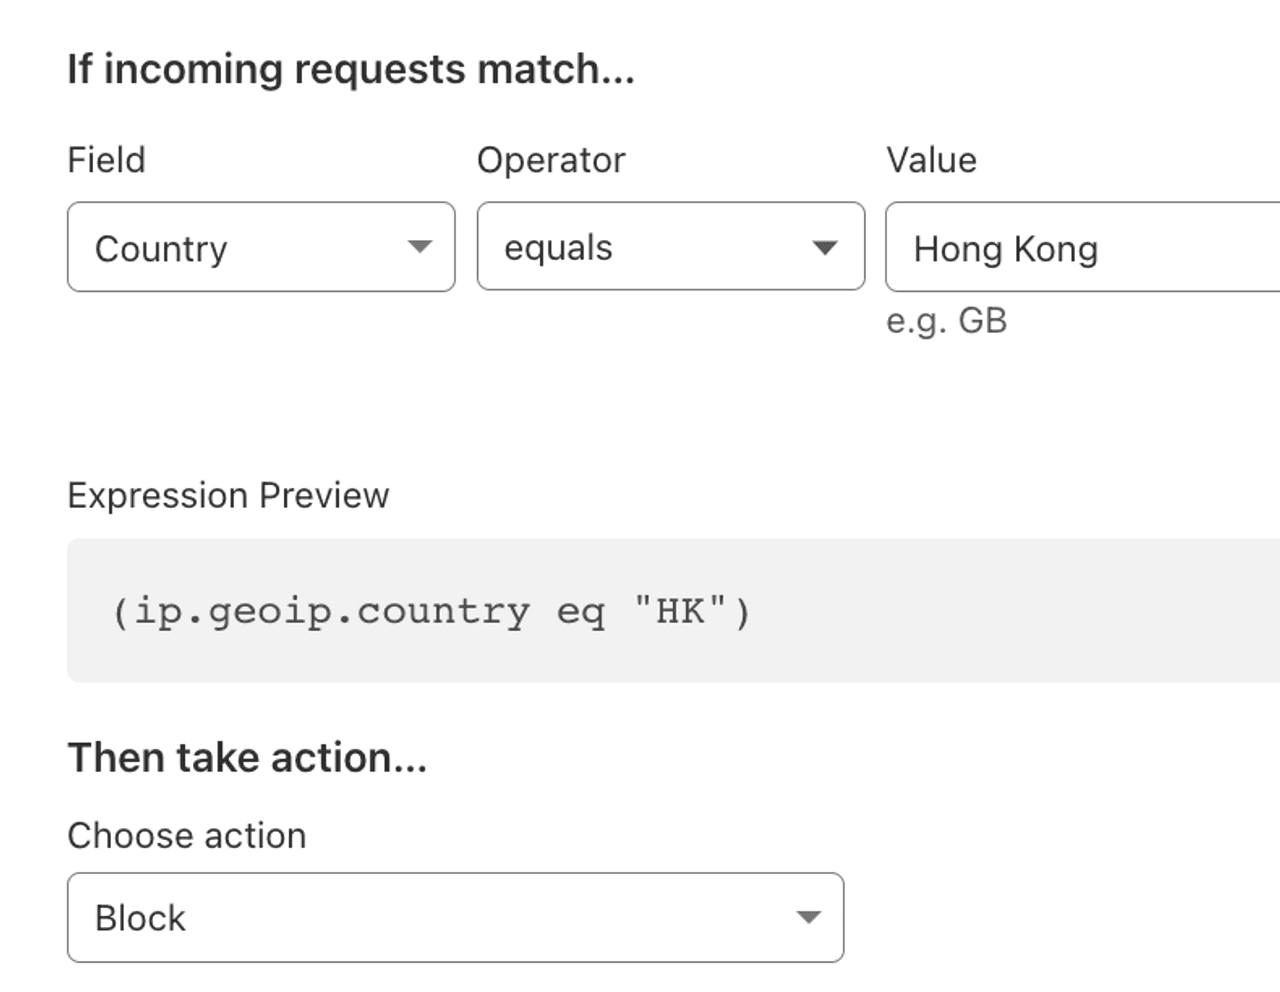 If incoming requests match...
Field Operator Value
Country equals Hong Kong
e.g. GB
Expression Preview
(ip.geoip.country eq "HK")
Then take action...
Choose action
Block